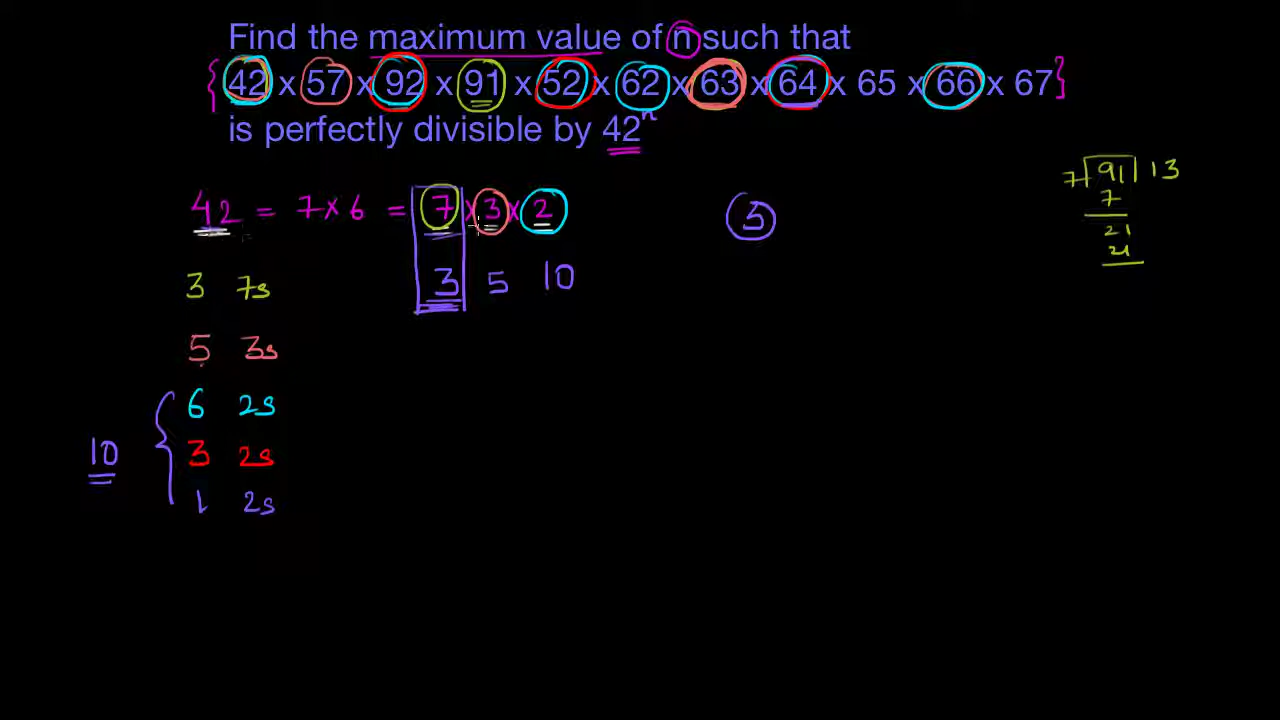 Find the maximum value of n such that
{42 x 57 x 92 x 91 x 52 x 62 x 63 x 64 x 65 x 66 x 67}
is perfectly divisible by 42ⁿ
42 = 7 x 6 = 7 x 3 x 2
3 5 10
3 7s
5 3s
6 2s
3 2s
1 2s
10
3
7 91 13
7
21
21